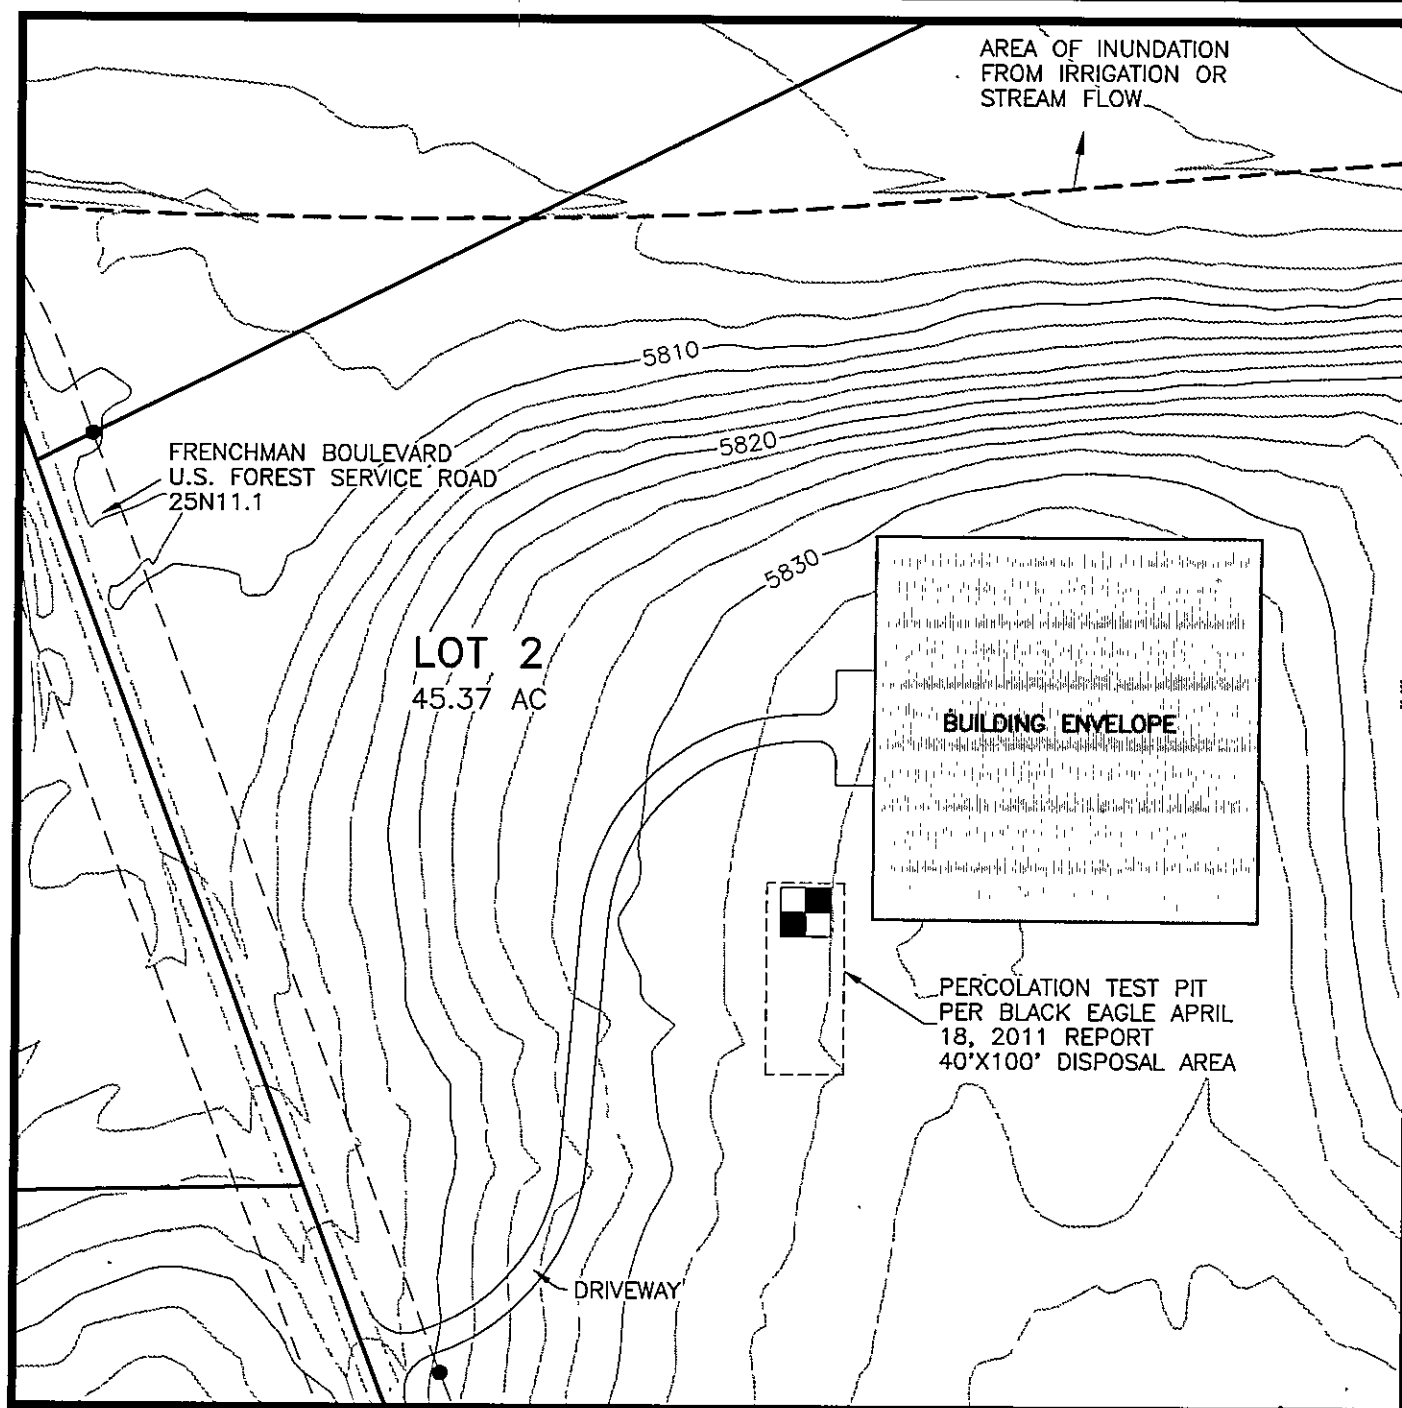 AREA OF INUNDATION
FROM IRRIGATION OR
STREAM FLOW
5810
5820
FRENCHMAN BOULEVARD
U.S. FOREST SERVICE ROAD
25N11.1
5830
LOT 2
45.37 AC
BUILDING ENVELOPE
PERCOLATION TEST PIT
PER BLACK EAGLE APRIL
18, 2011 REPORT
40'X100' DISPOSAL AREA
DRIVEWAY